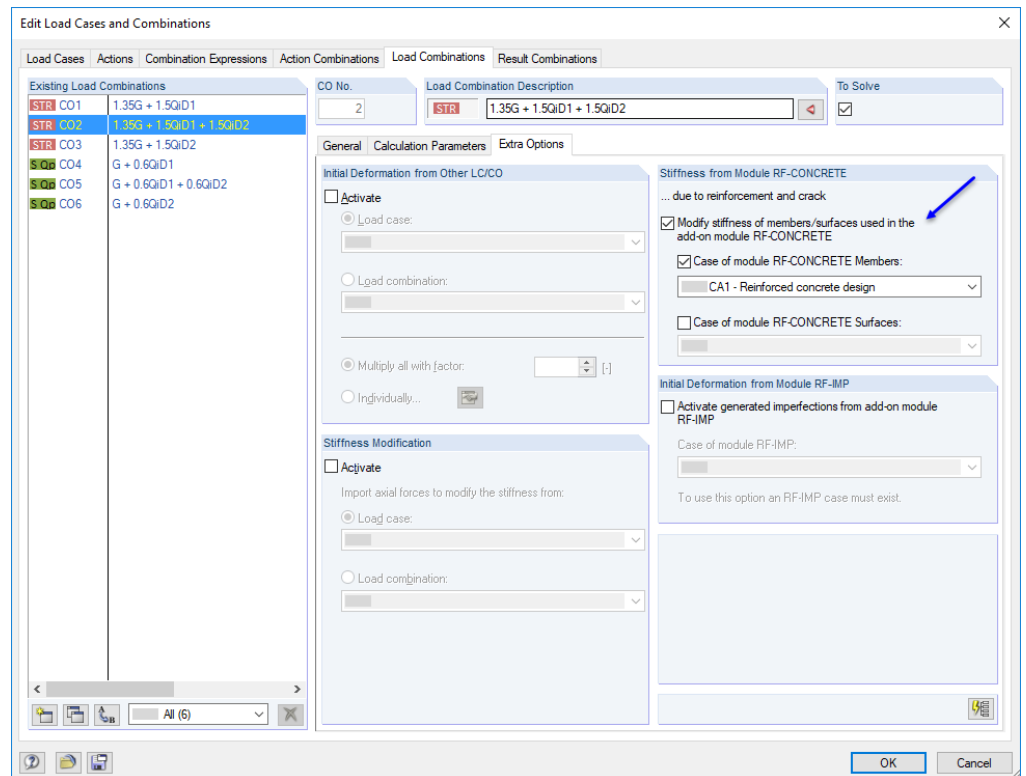 Edit Load Cases and Combinations
Load Cases Actions Combination Expressions Action Combinations Load Combinations Result Combinations
Existing Load Combinations
STR CO1 1.35G + 1.5QiD1
STR CO2 1.35G + 1.5QiD1 + 1.5QiD2
STR CO3 1.35G + 1.5QiD2
S Qp CO4 G + 0.6QiD1
S Qp CO5 G + 0.6QiD1 + 0.6QiD2
S Qp CO6 G + 0.6QiD2
All (6)
CO No.
2
Load Combination Description
STR 1.35G + 1.5QiD1 + 1.5QiD2
To Solve
General Calculation Parameters Extra Options
Initial Deformation from Other LC/CO
Activate
Load case:
Load combination:
Multiply all with factor: [-]
Individually...
Stiffness Modification
Activate
Import axial forces to modify the stiffness from:
Load case:
Load combination:
Stiffness from Module RF-CONCRETE
... due to reinforcement and crack
Modify stiffness of members/surfaces used in the
add-on module RF-CONCRETE
Case of module RF-CONCRETE Members:
CA1 - Reinforced concrete design
Case of module RF-CONCRETE Surfaces:
Initial Deformation from Module RF-IMP
Activate generated imperfections from add-on module
RF-IMP
Case of module RF-IMP:
To use this option an RF-IMP case must exist.
OK Cancel